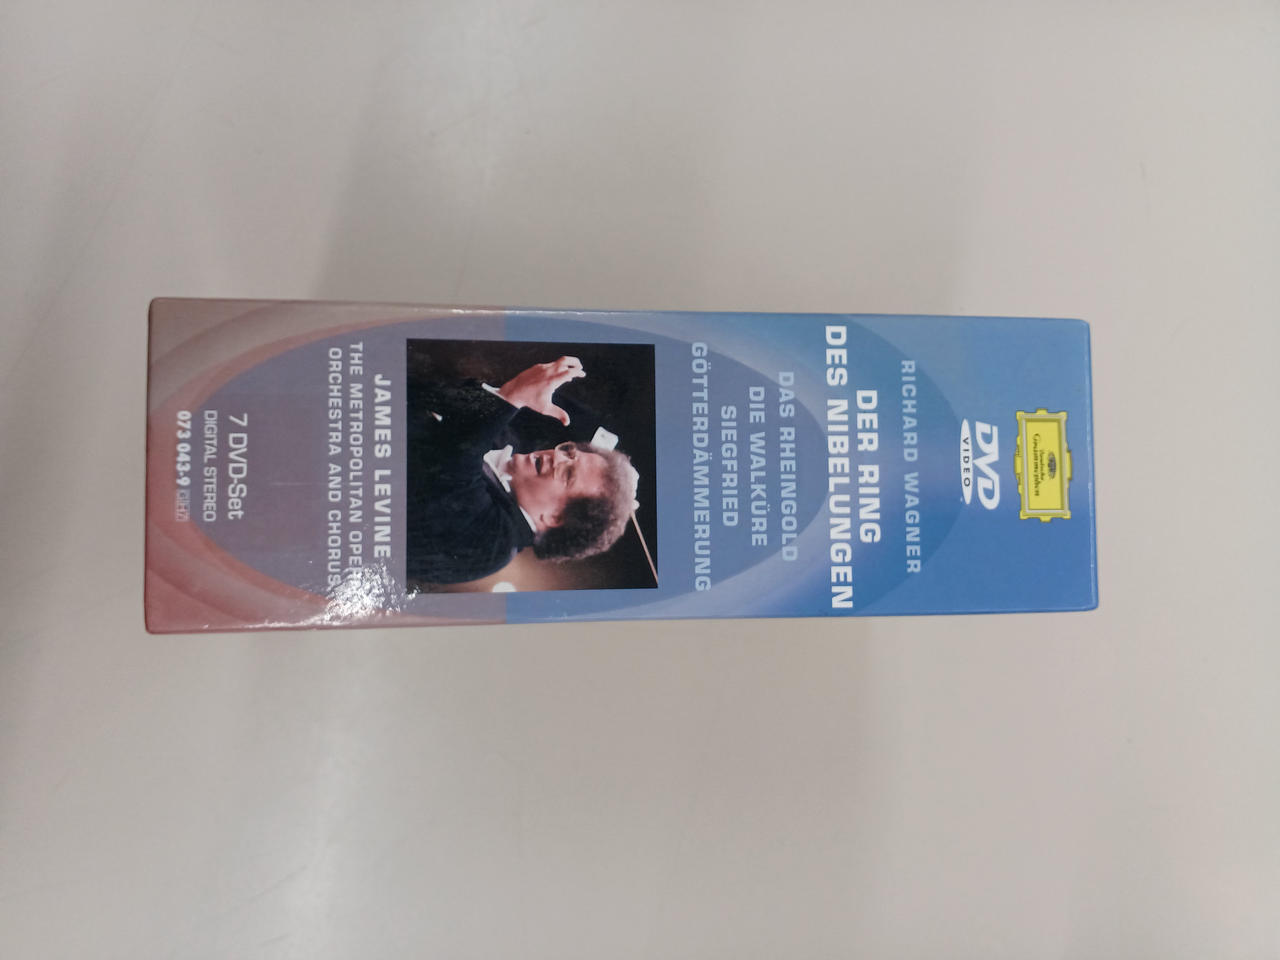 Deutsche
Grammophon
DVD
VIDEO
RICHARD WAGNER
DER RING
DES NIBELUNGEN
DAS RHEINGOLD
DIE WALKÜRE
SIEGFRIED
GÖTTERDÄMMERUNG
JAMES LEVINE
THE METROPOLITAN OPERA
ORCHESTRA AND CHORUS
7 DVD-Set
DIGITAL STEREO
073 043-9